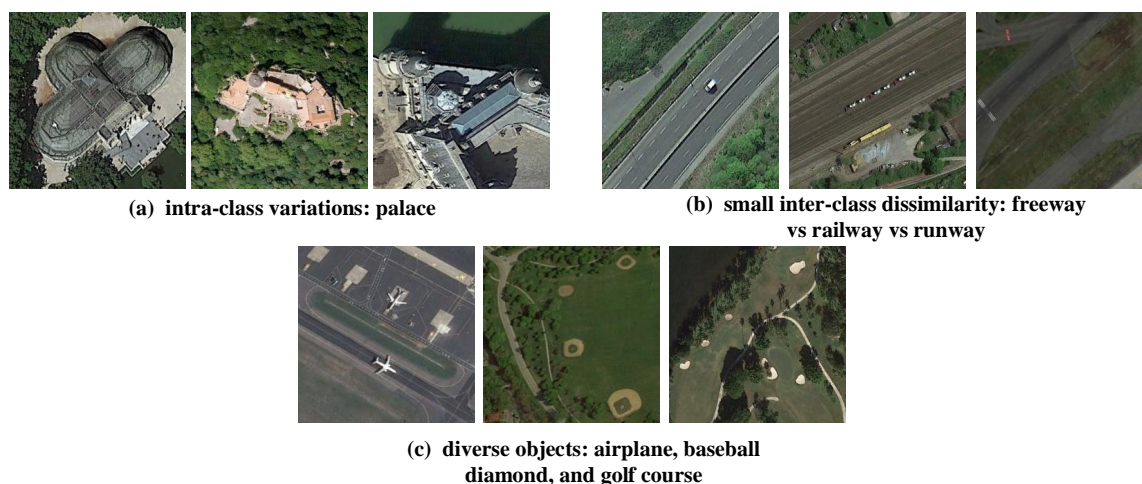 (a) intra-class variations: palace
(b) small inter-class dissimilarity: freeway
vs railway vs runway
(c) diverse objects: airplane, baseball
diamond, and golf course